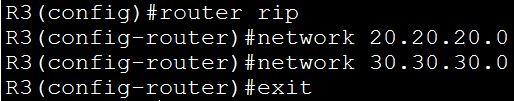 R3(config)#router rip
R3(config-router)#network 20.20.20.0
R3(config-router)#network 30.30.30.0
R3(config-router)#exit